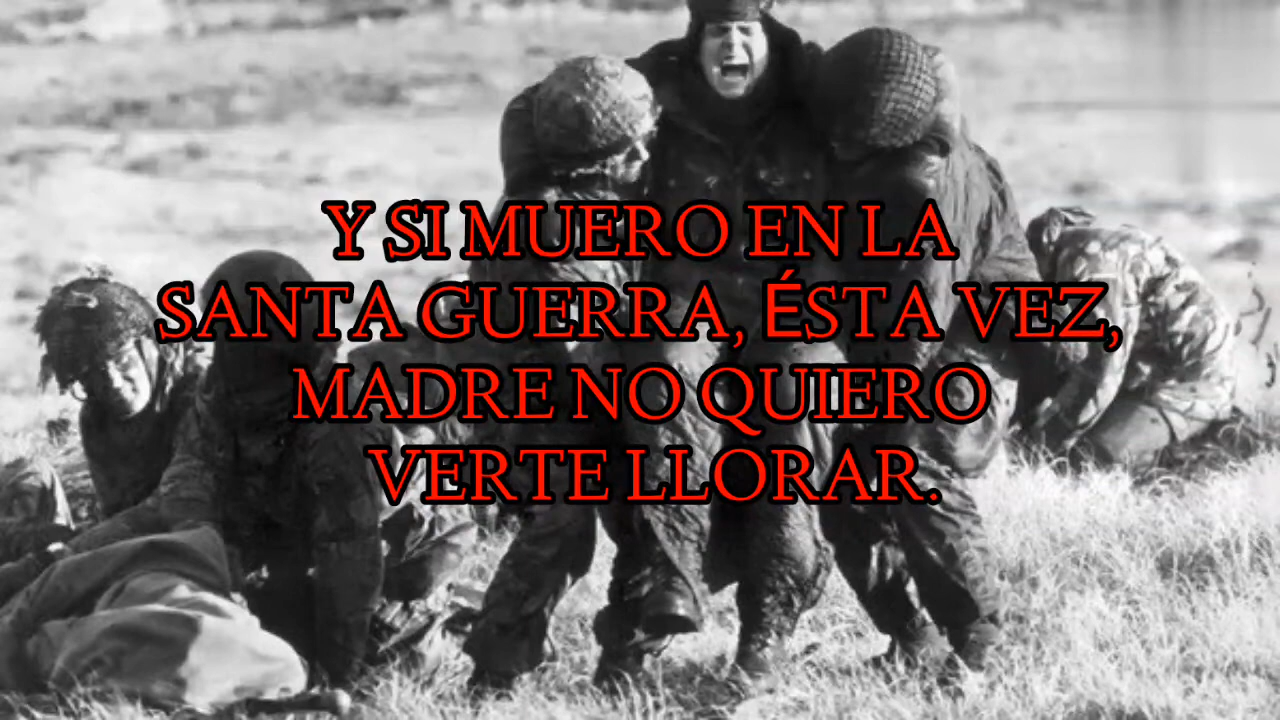 Y SI MUERO EN LA
SANTA GUERRA, ÉSTA VEZ,
MADRE NO QUIERO
VERTE LLORAR.